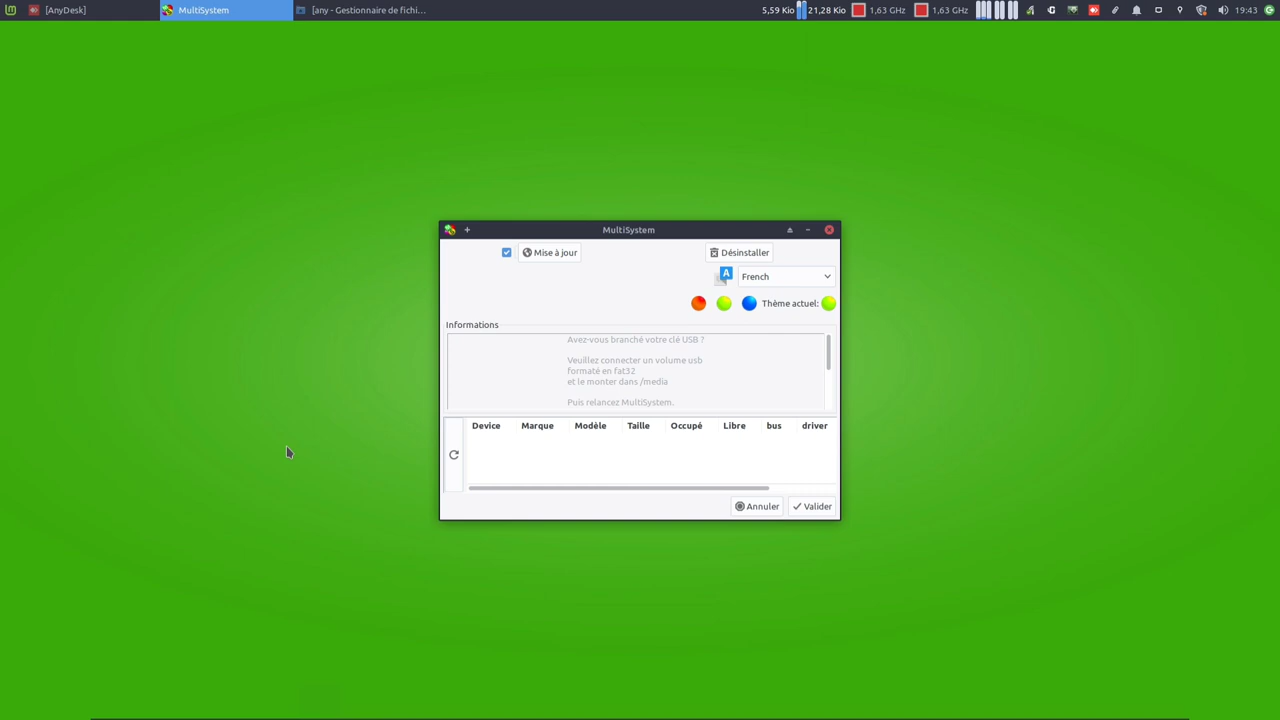 [AnyDesk]
MultiSystem
[any - Gestionnaire de fichi...
5,59 Kio
21,28 Kio
1,63 GHz
1,63 GHz
19:43
MultiSystem
Mise à jour
Désinstaller
A
French
Thème actuel:
Informations
Avez-vous branché votre clé USB ?
Veuillez connecter un volume usb
formaté en fat32
et le monter dans /media
Puis relancez MultiSystem.
Device Marque Modèle Taille Occupé Libre bus driver
Annuler
Valider